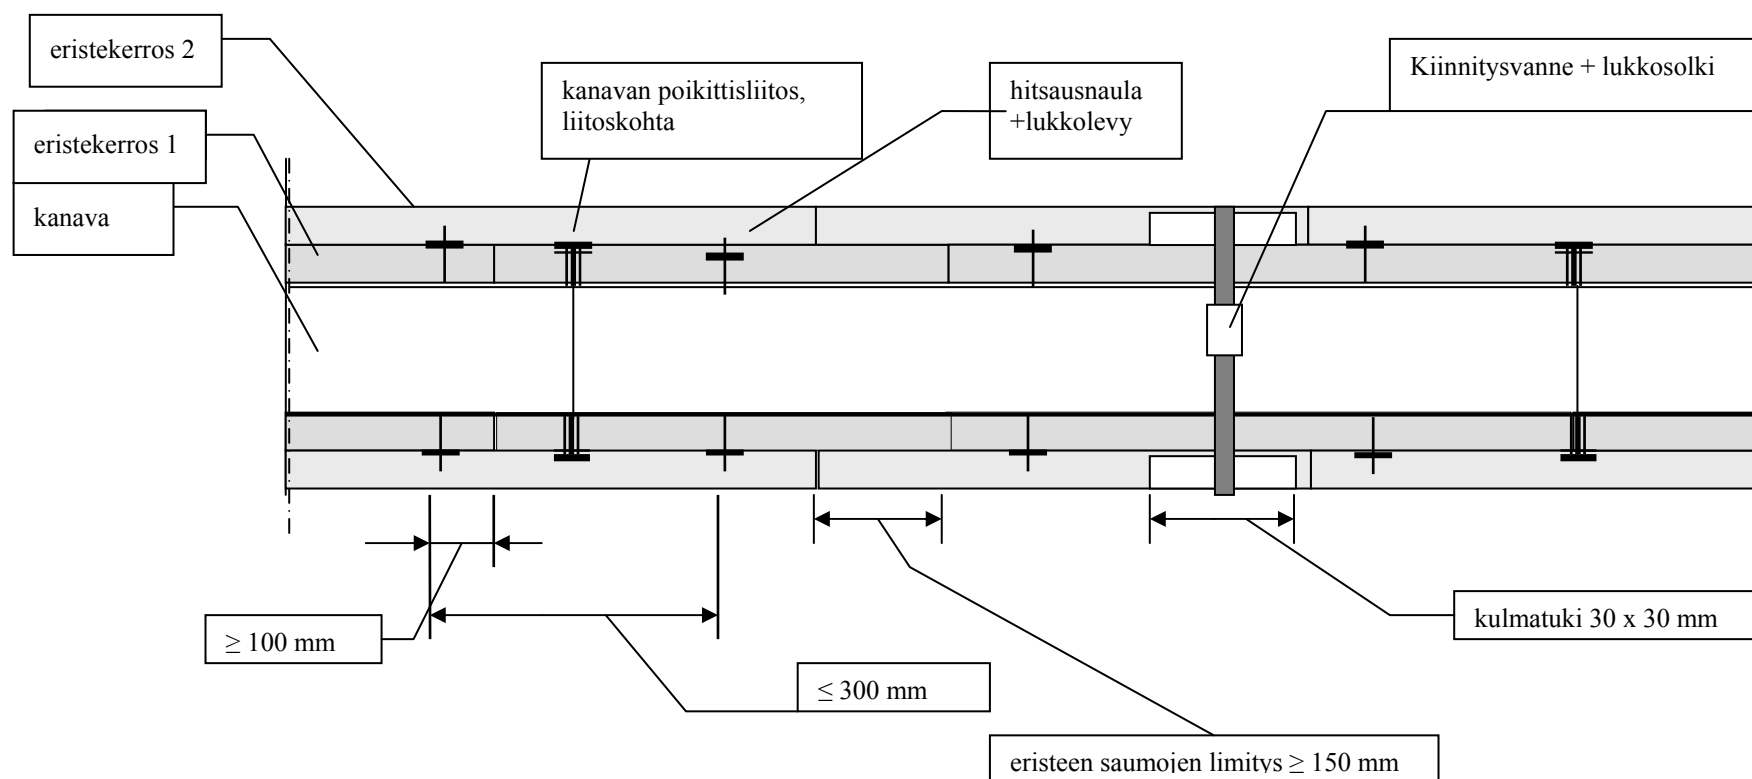 eristekerros 2
kanavan poikittisliitos,
liitoskohta
hitsausnaula
+lukkolevy
Kiinnitysvanne + lukkosolki
eristekerros 1
kanava
≥ 100 mm
≤ 300 mm
kulmatuki 30 x 30 mm
eristeen saumojen limitys ≥ 150 mm